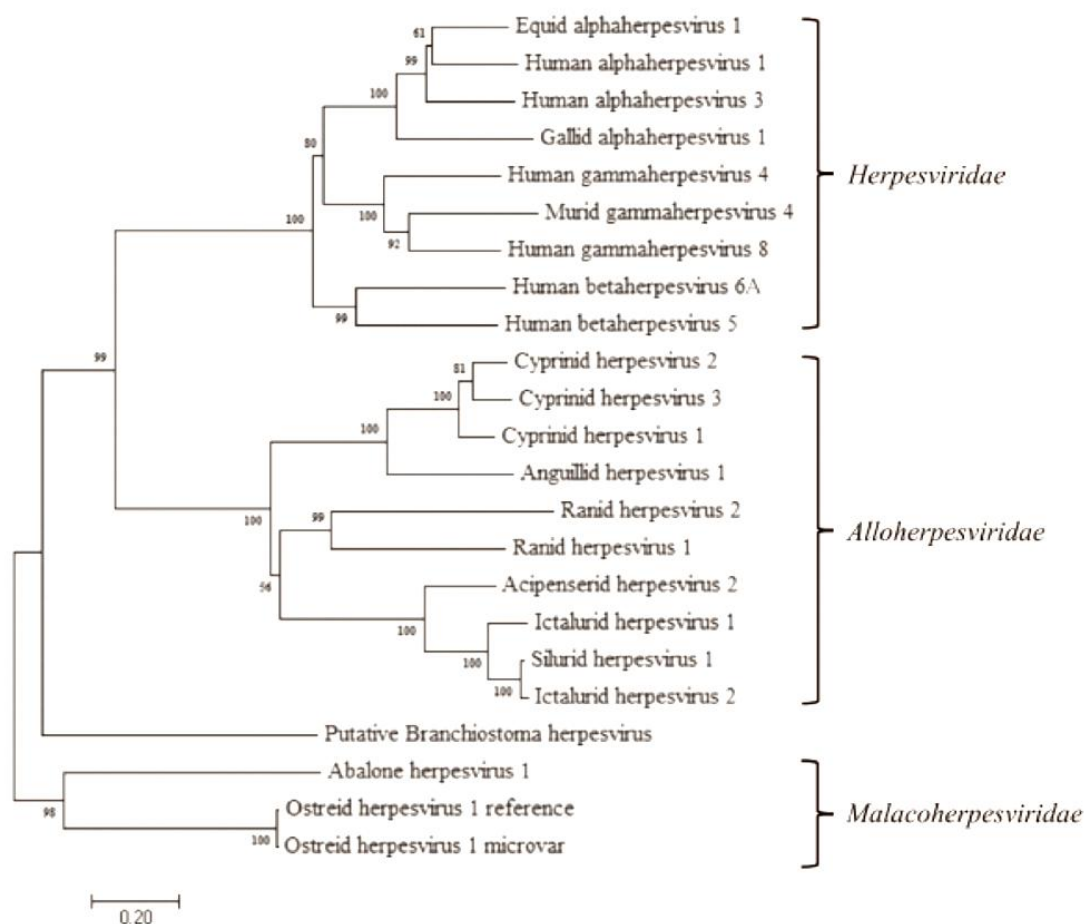 Equid alphaherpesvirus 1
61
Human alphaherpesvirus 1
99
Human alphaherpesvirus 3
100
Gallid alphaherpesvirus 1
80
Human gammaherpesvirus 4
Herpesviridae
100
Murid gammaherpesvirus 4
100
92
Human gammaherpesvirus 8
Human betaherpesvirus 6A
99
Human betaherpesvirus 5
99
Cyprinid herpesvirus 2
81
Cyprinid herpesvirus 3
100
Cyprinid herpesvirus 1
100
Anguillid herpesvirus 1
Ranid herpesvirus 2
99
100
Alloherpesviridae
Ranid herpesvirus 1
56
Acipenserid herpesvirus 2
100
Ictalurid herpesvirus 1
100
Silurid herpesvirus 1
100
Ictalurid herpesvirus 2
Putative Branchiostoma herpesvirus
Abalone herpesvirus 1
98
Ostreid herpesvirus 1 reference
Malacoherpesviridae
100
Ostreid herpesvirus 1 microvar
0.20